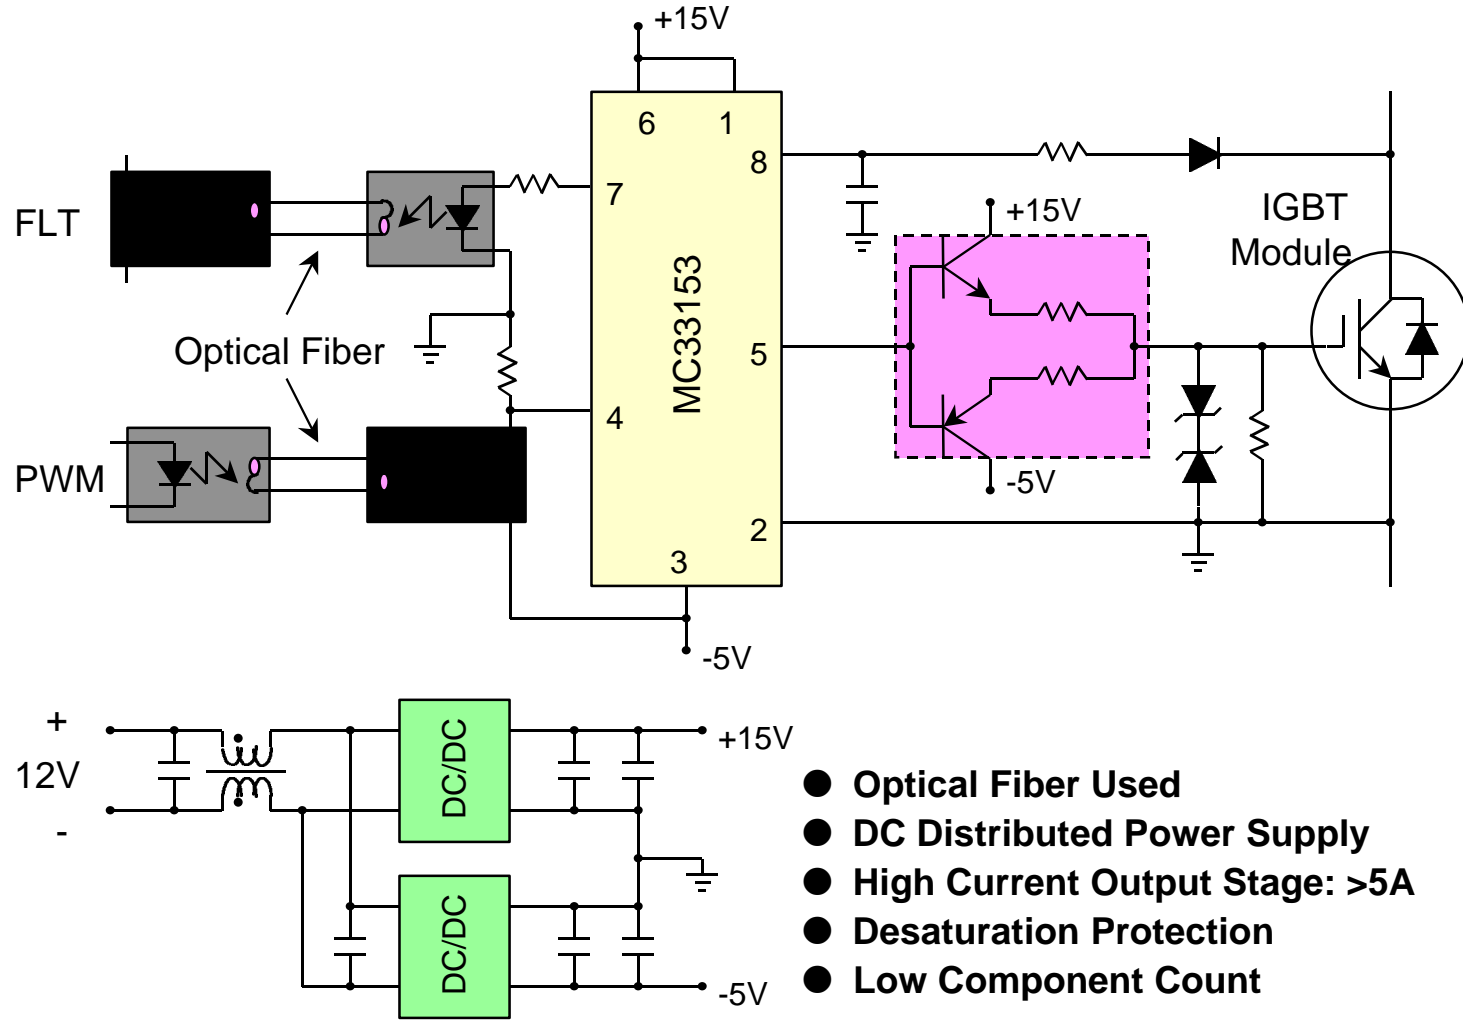 +15V
6
1
8
7
FLT
+15V
IGBT
Module
MC33153
Optical Fiber
5
4
PWM
-5V
2
3
-5V
+
12V
-
DC/DC
+15V
DC/DC
-5V
● Optical Fiber Used
● DC Distributed Power Supply
● High Current Output Stage: >5A
● Desaturation Protection
● Low Component Count